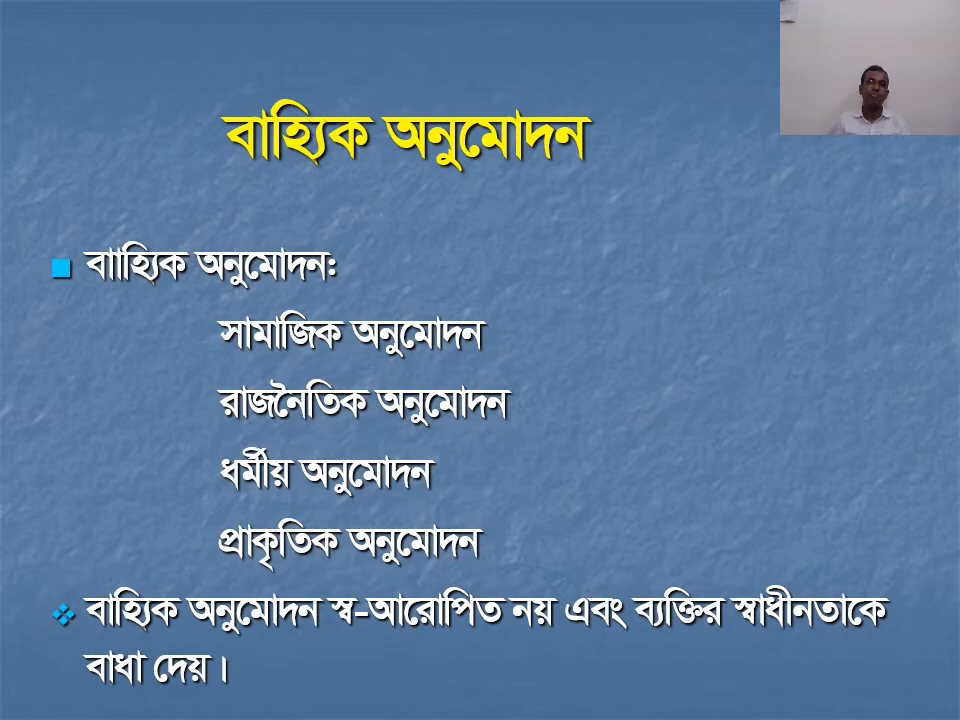 বাহ্যিক অনুমোদন
বাাহ্যিক অনুমোদন:
সামাজিক অনুমোদন
রাজনৈতিক অনুমোদন
ধর্মীয় অনুমোদন
প্রাকৃতিক অনুমোদন
বাহ্যিক অনুমোদন স্ব-আরোপিত নয় এবং ব্যক্তির স্বাধীনতাকে
বাধা দেয়।